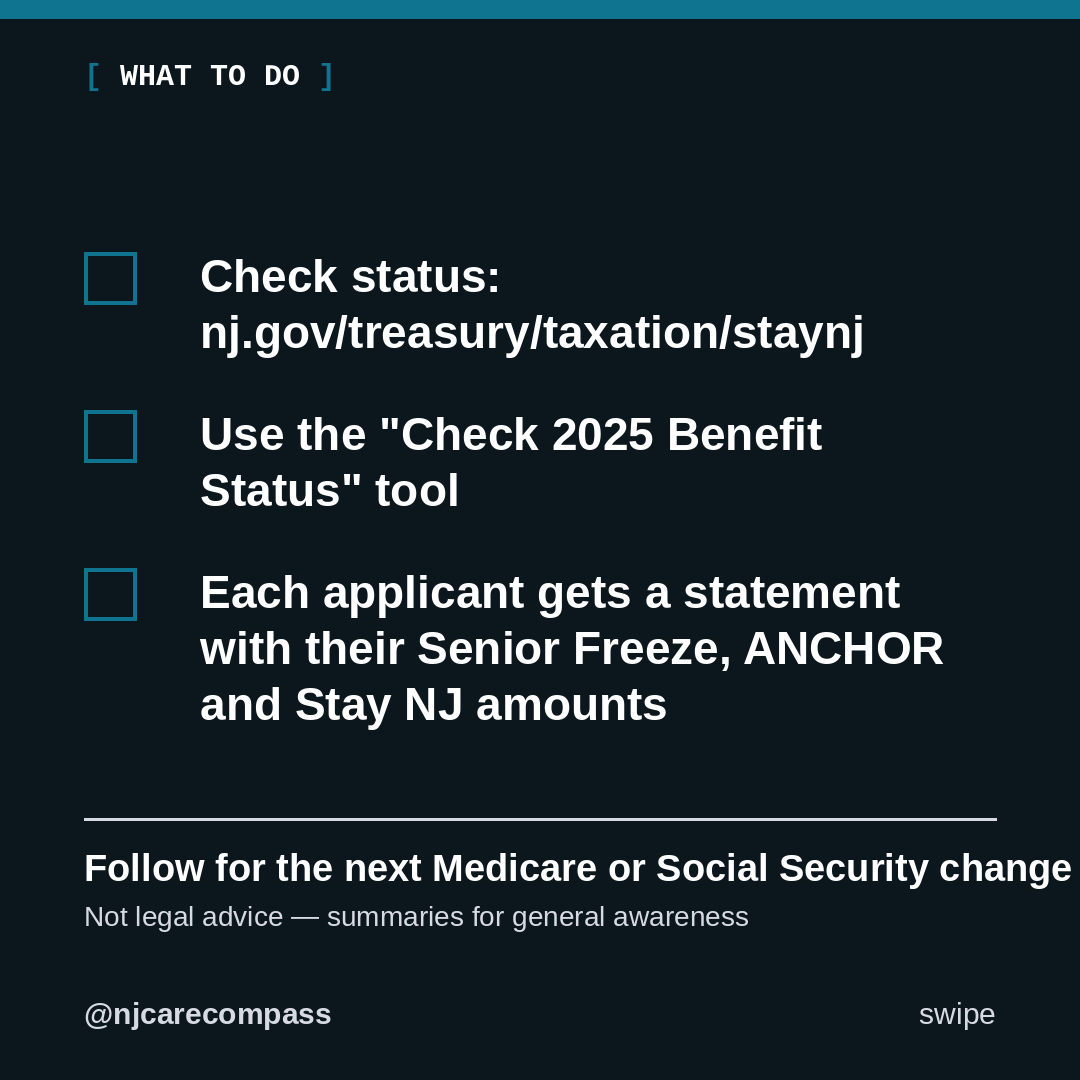 [ WHAT TO DO ]
Check status:
nj.gov/treasury/taxation/staynj
Use the "Check 2025 Benefit
Status" tool
Each applicant gets a statement
with their Senior Freeze, ANCHOR
and Stay NJ amounts
Follow for the next Medicare or Social Security change
Not legal advice — summaries for general awareness
@njcarecompass
swipe